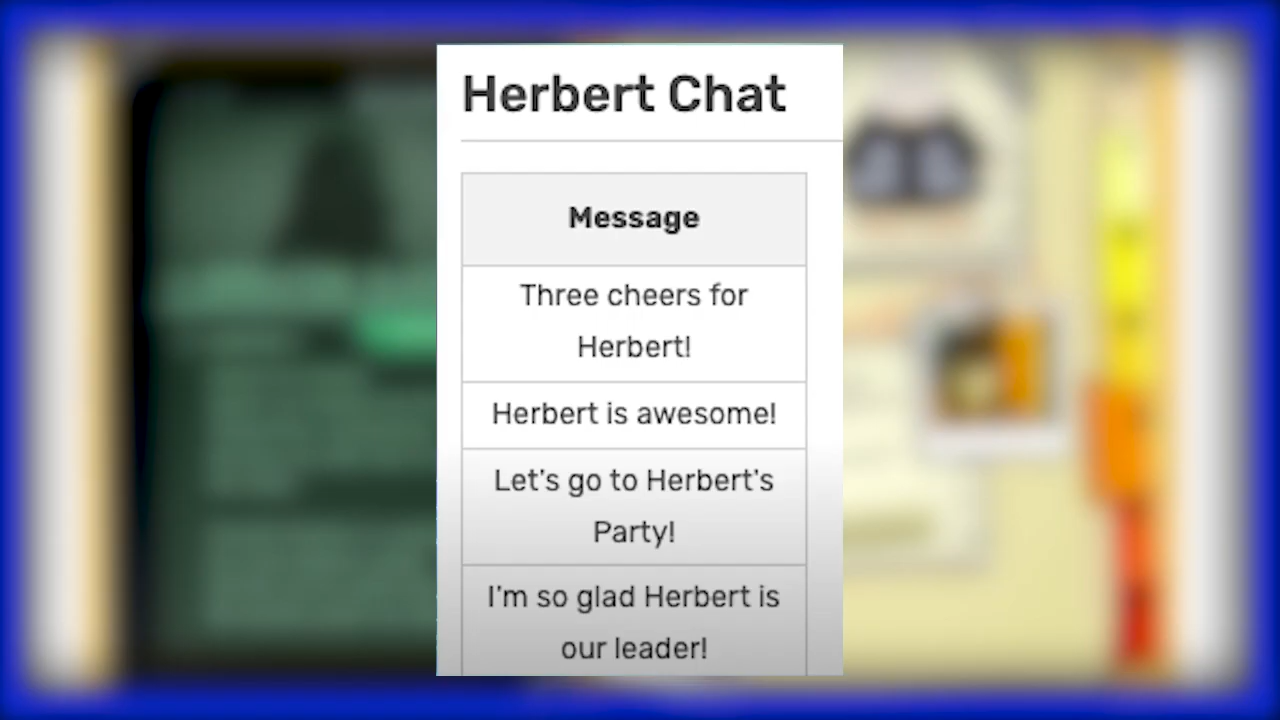 Herbert Chat
Message
Three cheers for
Herbert!
Herbert is awesome!
Let's go to Herbert's
Party!
I'm so glad Herbert is
our leader!